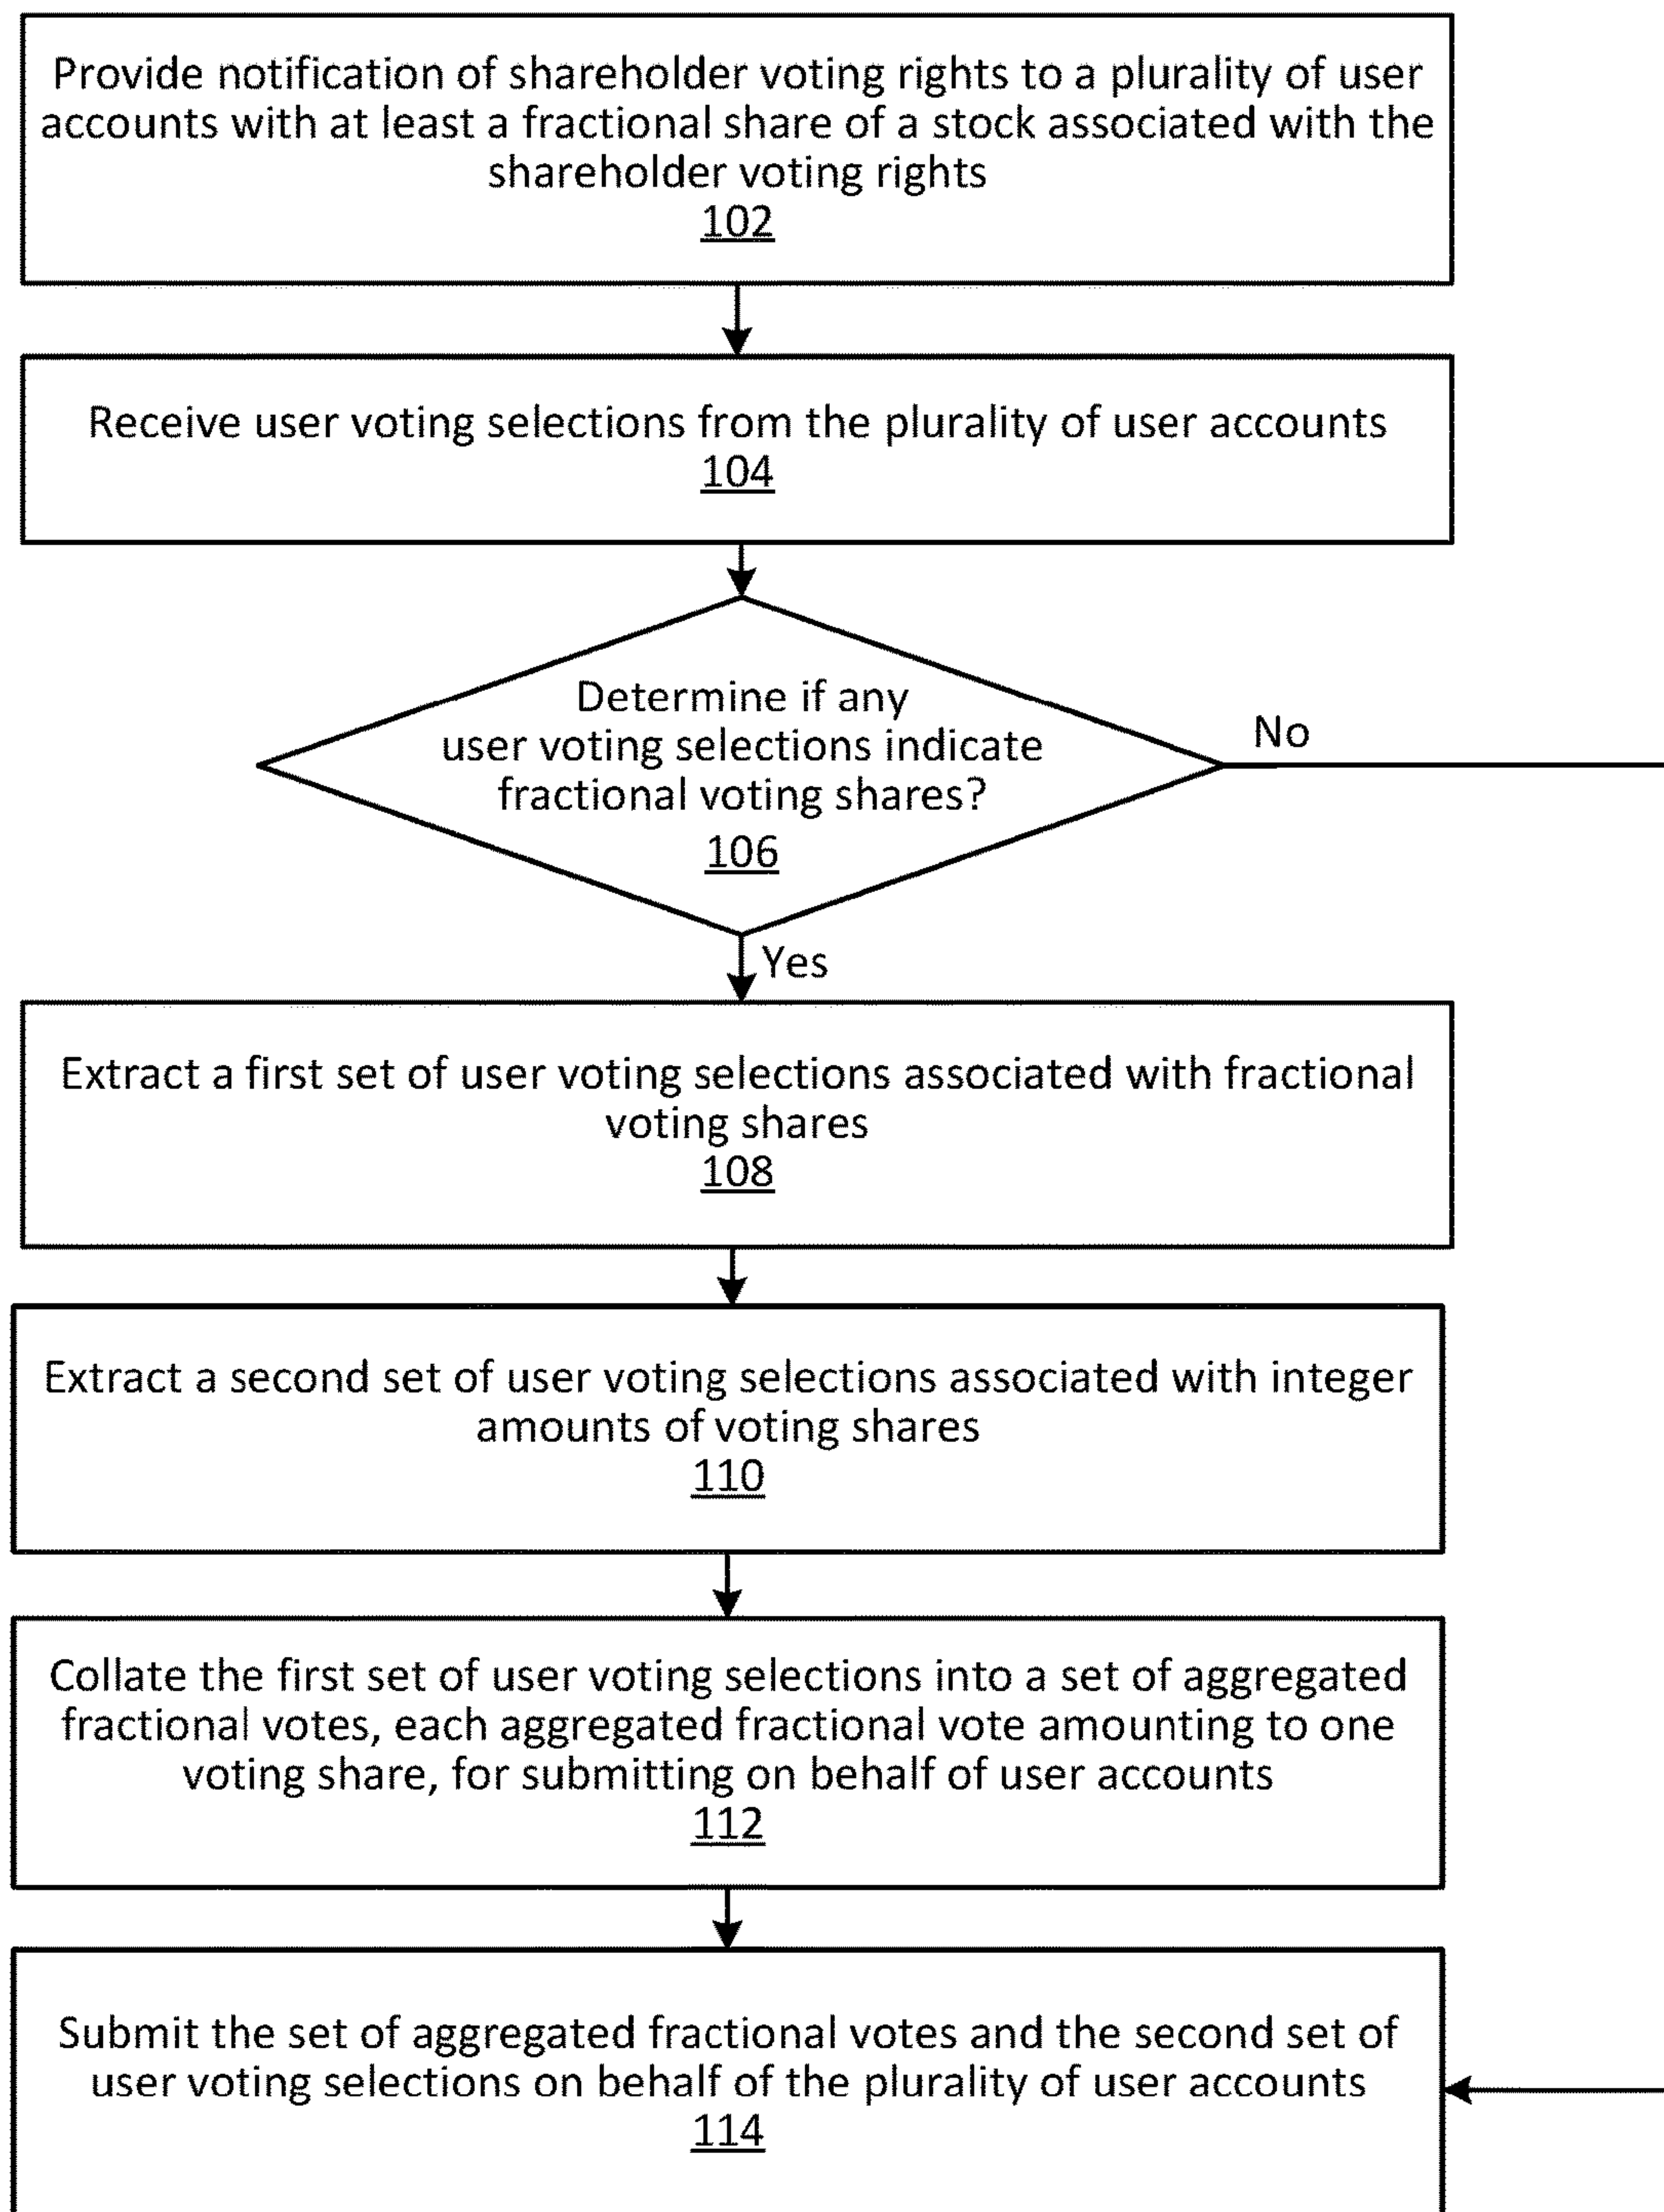 Provide notification of shareholder voting rights to a plurality of user
accounts with at least a fractional share of a stock associated with the
shareholder voting rights
102
Receive user voting selections from the plurality of user accounts
104
Determine if any
user voting selections indicate
fractional voting shares?
106
No
Yes
Extract a first set of user voting selections associated with fractional
voting shares
108
Extract a second set of user voting selections associated with integer
amounts of voting shares
110
Collate the first set of user voting selections into a set of aggregated
fractional votes, each aggregated fractional vote amounting to one
voting share, for submitting on behalf of user accounts
112
Submit the set of aggregated fractional votes and the second set of
user voting selections on behalf of the plurality of user accounts
114